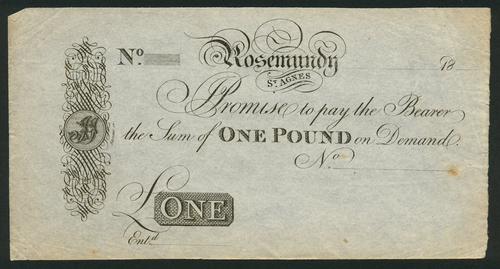 No.
Rosemundy
St. AGNES
18
I Promise to pay the Bearer
the Sum of ONE POUND on Demand.
No
£ ONE
Ent.d